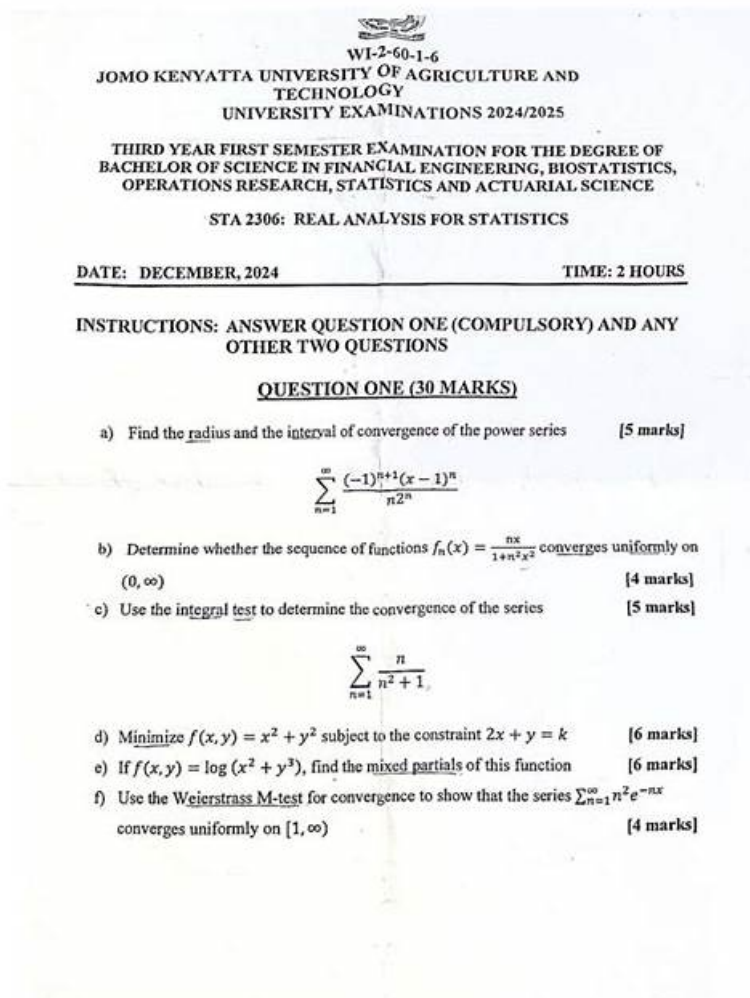 WI-2-60-1-6
JOMO KENYATTA UNIVERSITY OF AGRICULTURE AND
TECHNOLOGY
UNIVERSITY EXAMINATIONS 2024/2025
THIRD YEAR FIRST SEMESTER EXAMINATION FOR THE DEGREE OF
BACHELOR OF SCIENCE IN FINANCIAL ENGINEERING, BIOSTATISTICS,
OPERATIONS RESEARCH, STATISTICS AND ACTUARIAL SCIENCE
STA 2306: REAL ANALYSIS FOR STATISTICS
DATE: DECEMBER, 2024 TIME: 2 HOURS
INSTRUCTIONS: ANSWER QUESTION ONE (COMPULSORY) AND ANY
OTHER TWO QUESTIONS
QUESTION ONE (30 MARKS)
a) Find the radius and the interval of convergence of the power series [5 marks]
∑_{n=1}^{∞} (−1)^{n+1}(x − 1)^n / n2^n
b) Determine whether the sequence of functions f_n(x) = nx / 1+n²x² converges uniformly on
(0, ∞) [4 marks]
c) Use the integral test to determine the convergence of the series [5 marks]
∑_{n=1}^{∞} n / n² + 1,
d) Minimize f(x, y) = x² + y² subject to the constraint 2x + y = k [6 marks]
e) If f(x, y) = log (x² + y³), find the mixed partials of this function [6 marks]
f) Use the Weierstrass M-test for convergence to show that the series ∑_{n=1}^{∞} n²e^{−nx}
converges uniformly on [1, ∞) [4 marks]